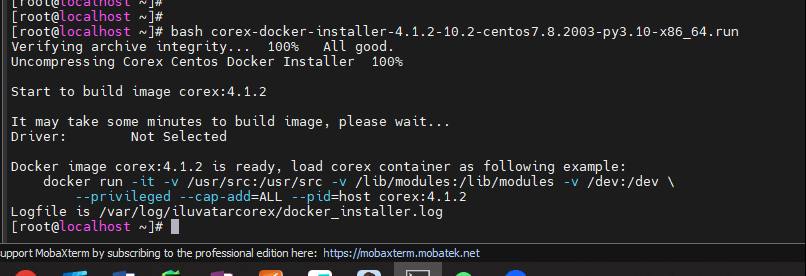 [root@localhost ~]#
[root@localhost ~]#
[root@localhost ~]# bash corex-docker-installer-4.1.2-10.2-centos7.8.2003-py3.10-x86_64.run
Verifying archive integrity...  100%   All good.
Uncompressing Corex Centos Docker Installer  100%

Start to build image corex:4.1.2

It may take some minutes to build image, please wait...
Driver:        Not Selected

Docker image corex:4.1.2 is ready, load corex container as following example:
    docker run -it -v /usr/src:/usr/src -v /lib/modules:/lib/modules -v /dev:/dev \
        --privileged --cap-add=ALL --pid=host corex:4.1.2
Logfile is /var/log/iluvatarcorex/docker_installer.log
[root@localhost ~]#
upport MobaXterm by subscribing to the professional edition here:  https://mobaxterm.mobatek.net